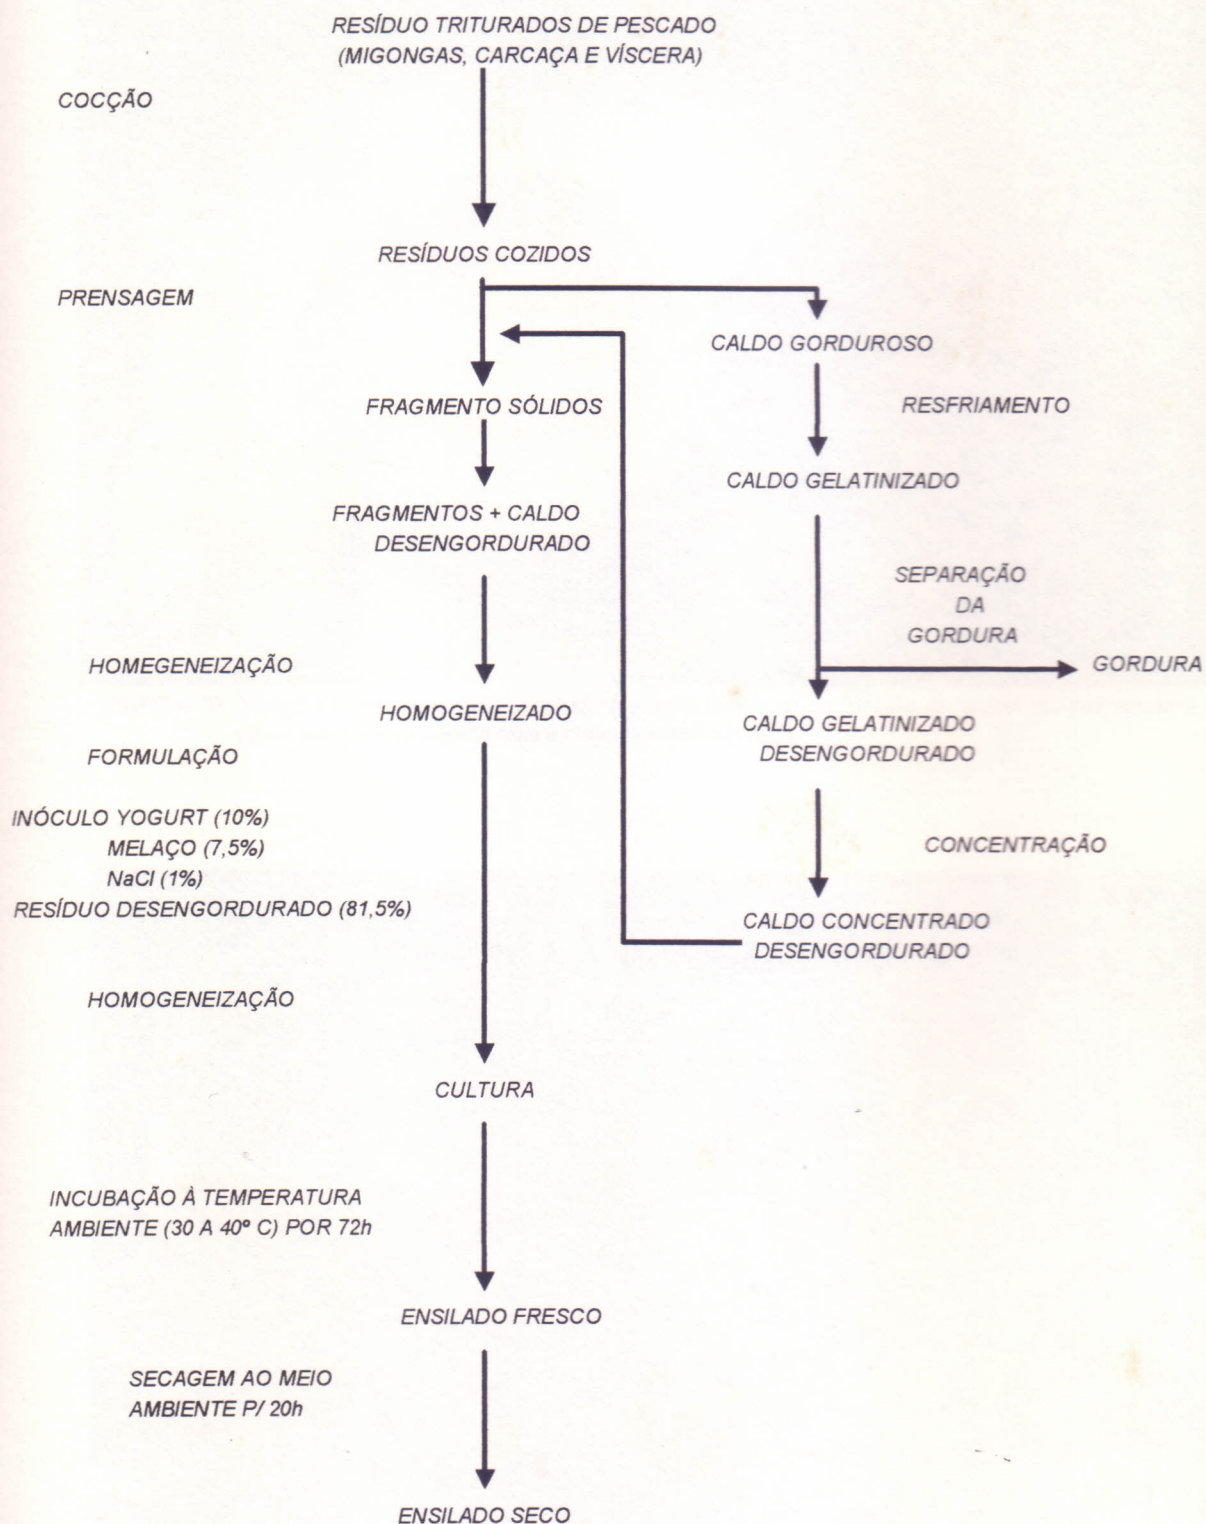 RESÍDUO TRITURADOS DE PESCADO
(MIGONGAS, CARCAÇA E VÍSCERA)
COCÇÃO
RESÍDUOS COZIDOS
PRENSAGEM
CALDO GORDUROSO
FRAGMENTO SÓLIDOS
RESFRIAMENTO
CALDO GELATINIZADO
FRAGMENTOS + CALDO
DESENGORDURADO
SEPARAÇÃO
DA
GORDURA
GORDURA
HOMEGENEIZAÇÃO
HOMOGENEIZADO
CALDO GELATINIZADO
DESENGORDURADO
FORMULAÇÃO
INÓCULO YOGURT (10%)
MELAÇO (7,5%)
NaCl (1%)
RESÍDUO DESENGORDURADO (81,5%)
CONCENTRAÇÃO
CALDO CONCENTRADO
DESENGORDURADO
HOMOGENEIZAÇÃO
CULTURA
INCUBAÇÃO À TEMPERATURA
AMBIENTE (30 A 40º C) POR 72h
ENSILADO FRESCO
SECAGEM AO MEIO
AMBIENTE P/ 20h
ENSILADO SECO